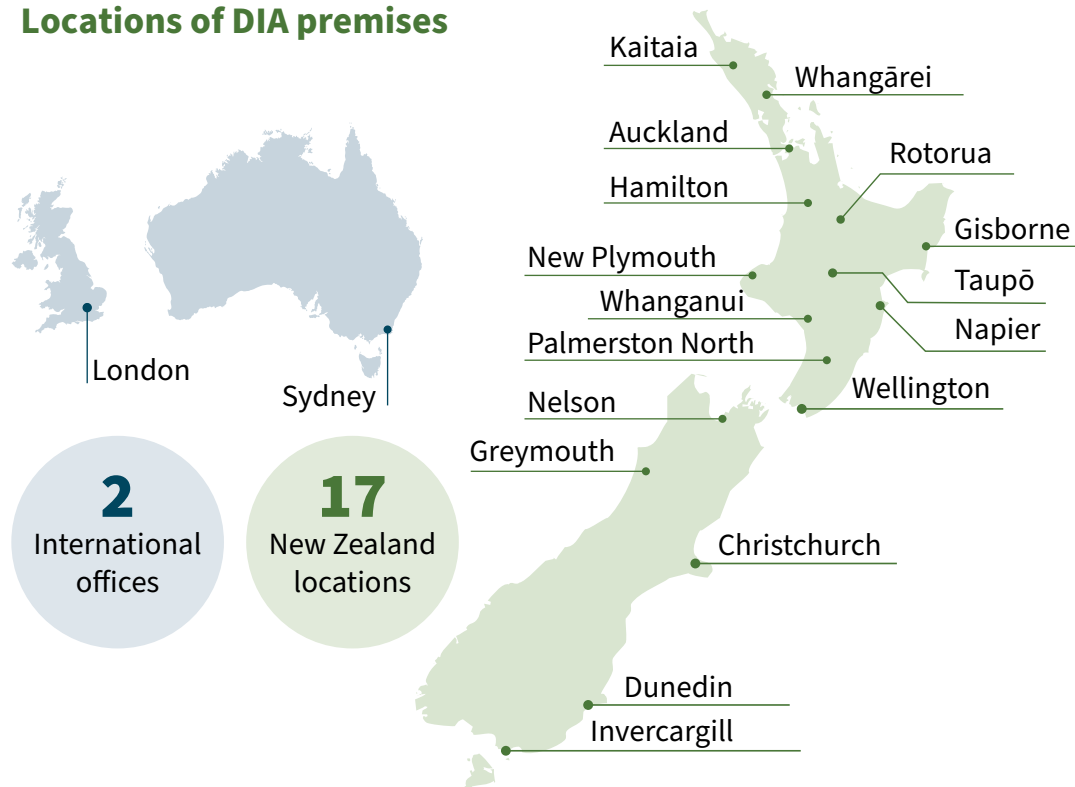 Locations of DIA premises
Kaitaia
Whangārei
Auckland
Rotorua
Hamilton
Gisborne
New Plymouth
Taupō
Whanganui
Napier
Palmerston North
London
Sydney
Wellington
Nelson
Greymouth
2
International
offices
17
New Zealand
locations
Christchurch
Dunedin
Invercargill